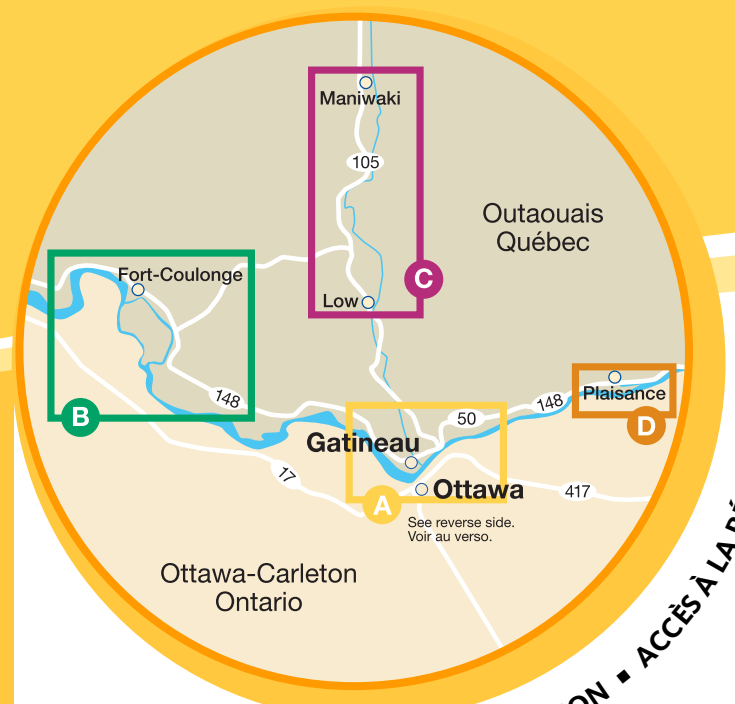 Maniwaki
105
Outaouais
Québec
C
Fort-Coulonge
Low
B
148
Plaisance
D
148
50
Gatineau
17
A
Ottawa
417
See reverse side.
Voir au verso.
Ottawa-Carleton
Ontario
ON ▪ ACCÈS À LA